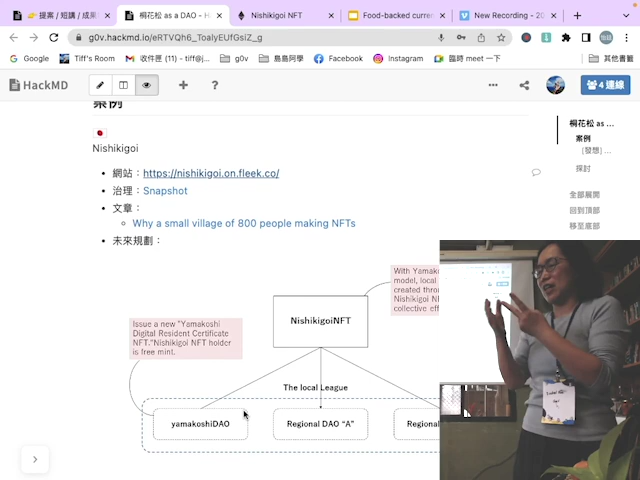 提案 / 短講 / 成果
桐花松 as a DAO - H
Nishikigoi NFT
Food-backed curre
New Recording - 20
g0v.hackmd.io/eRTVQh6_ToaIyEUfGsiZ_g
Google
Tiff's Room
收件匣 (11) - tiff@j...
g0v
島島阿學
Facebook
Instagram
臨時 meet 一下
其他書籤
HackMD
4 連線
案例
Nishikigoi
網站：https://nishikigoi.on.fleek.co/
治理：Snapshot
文章：
Why a small village of 800 people making NFTs
未來規劃：
桐花松 as ...
案例
[發想] ...
探討
全部展開
回到頂部
移至底部
With Yamak
model, local
created thro
Nishikigoi NF
collective eff
NishikigoiNFT
Issue a new "Yamakoshi
Digital Resident Certificate
NFT."Nishikigoi NFT holder
is free mint.
The local League
yamakoshiDAO
Regional DAO "A"
Regional